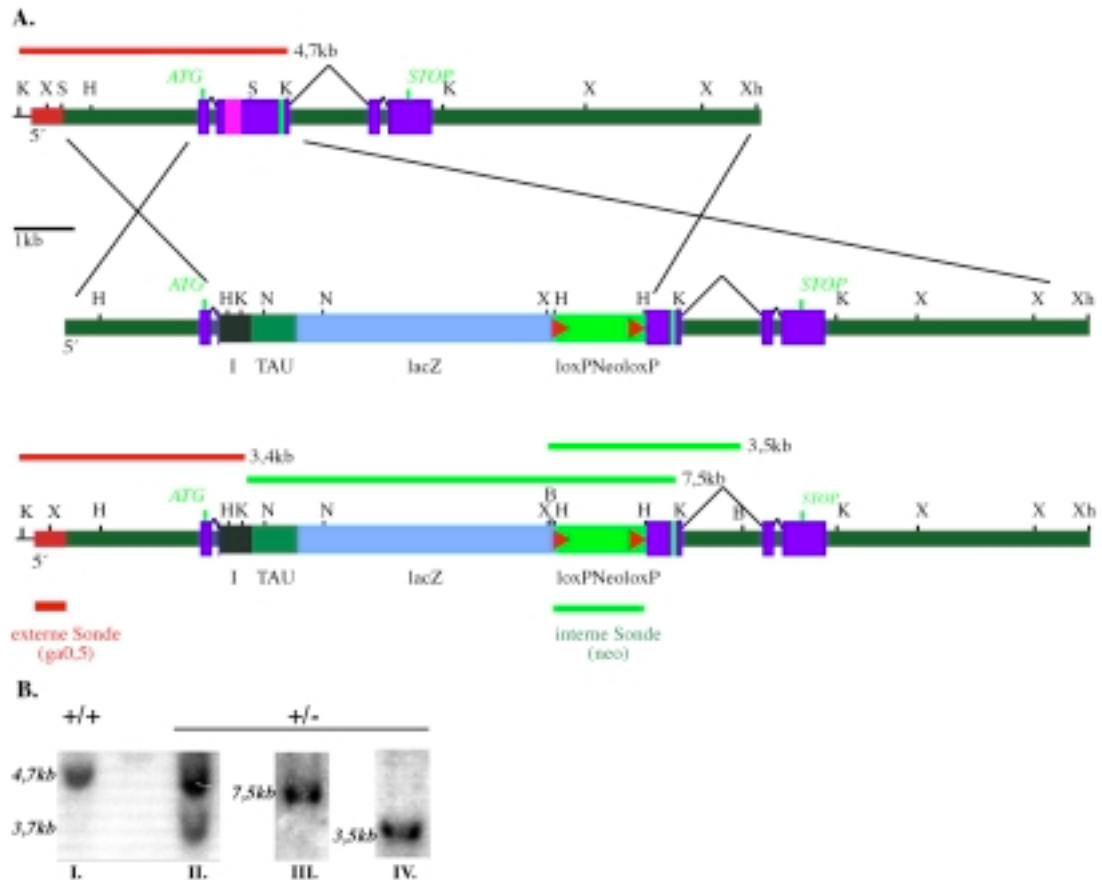 A.
4,7kb
ATG STOP
K X S H S K K X X Xh
5´
1kb
ATG STOP
H H K N N X H H K K X X Xh
5´
I TAU lacZ loxPNeoloxP
3,5kb
3,4kb
7,5kb
ATG B STOP
K X H H K N N X H H K B K X X Xh
5´
I TAU lacZ loxPNeoloxP
externe Sonde interne Sonde
(ga0,5) (neo)
B.
+/+ +/-
4,7kb 7,5kb
3,7kb 3,5kb
I. II. III. IV.